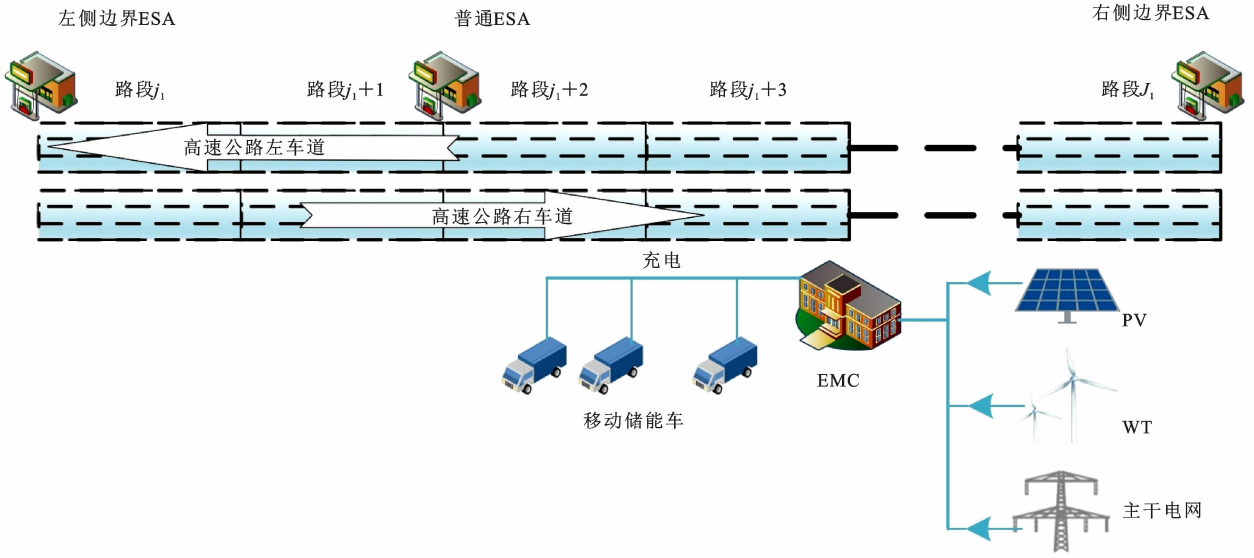 左侧边界ESA
普通ESA
右侧边界ESA
路段j₁
路段j₁+1
路段j₁+2
路段j₁+3
路段J₁
高速公路左车道
高速公路右车道
充电
PV
EMC
移动储能车
WT
主干电网